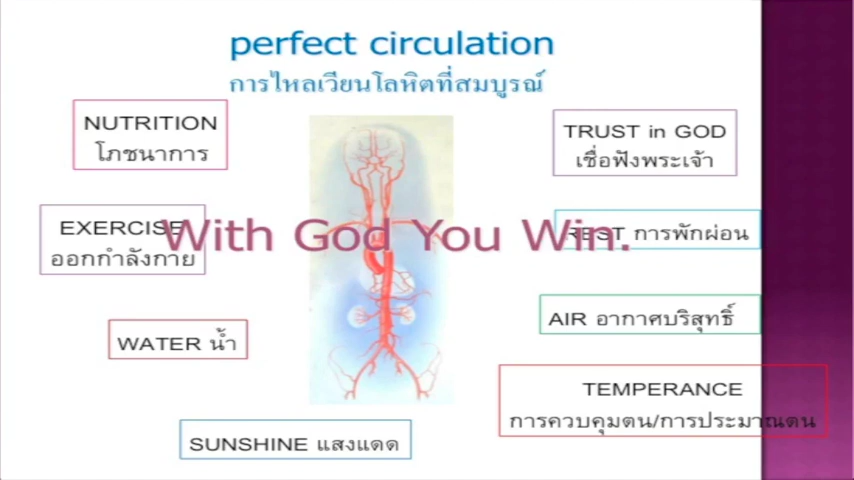 perfect circulation
การไหลเวียนโลหิตที่สมบูรณ์
NUTRITION
โภชนาการ
TRUST in GOD
เชื่อฟังพระเจ้า
EXERCISE
ออกกำลังกาย
With God You Win.
REST การพักผ่อน
WATER น้ำ
AIR อากาศบริสุทธิ์
TEMPERANCE
การควบคุมตน/การประมาณตน
SUNSHINE แสงแดด